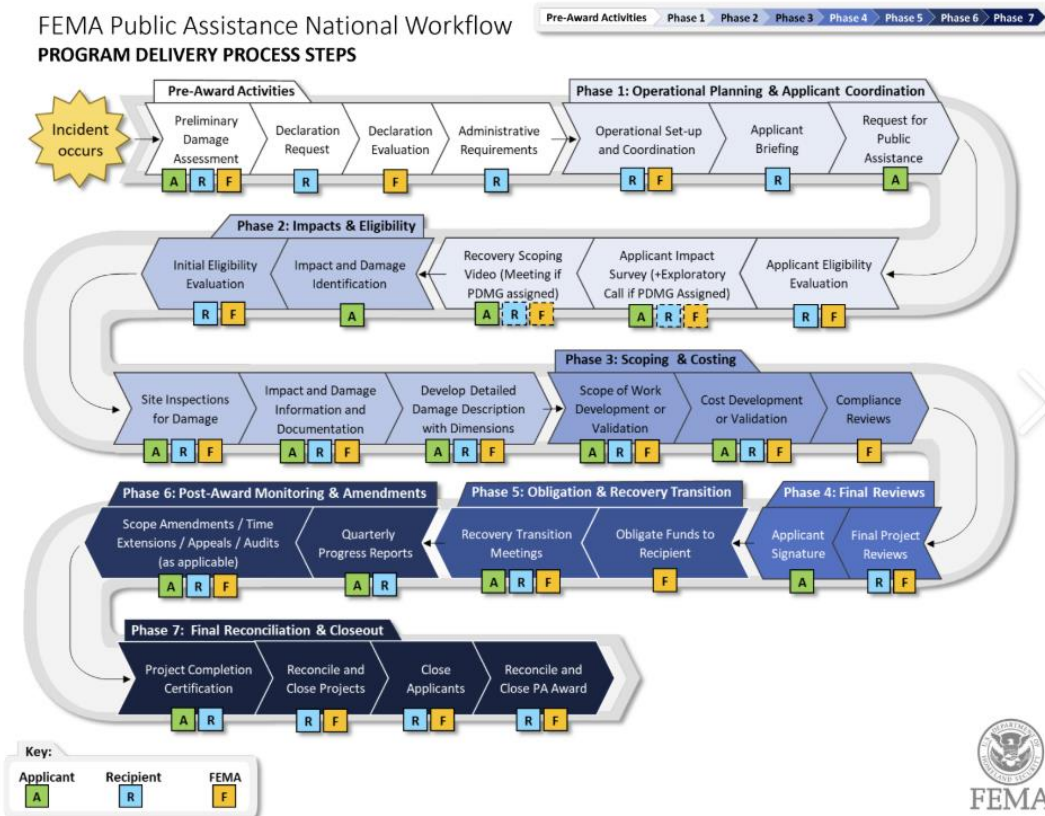 FEMA Public Assistance National Workflow
PROGRAM DELIVERY PROCESS STEPS
Pre-Award Activities Phase 1 Phase 2 Phase 3 Phase 4 Phase 5 Phase 6 Phase 7
Incident
occurs
Pre-Award Activities
Preliminary
Damage
Assessment
A R F
Declaration
Request
R
Declaration
Evaluation
F
Administrative
Requirements
R
Phase 1: Operational Planning & Applicant Coordination
Operational Set-up
and Coordination
R F
Applicant
Briefing
R
Request for
Public
Assistance
A
Applicant Eligibility
Evaluation
R F
Applicant Impact
Survey (+Exploratory
Call if PDMG Assigned)
A R F
Recovery Scoping
Video (Meeting if
PDMG assigned)
A R F
Phase 2: Impacts & Eligibility
Impact and Damage
Identification
A
Initial Eligibility
Evaluation
R F
Site Inspections
for Damage
A R F
Impact and Damage
Information and
Documentation
A R F
Develop Detailed
Damage Description
with Dimensions
A R F
Phase 3: Scoping & Costing
Scope of Work
Development or
Validation
A R F
Cost Development
or Validation
A R F
Compliance
Reviews
F
Phase 4: Final Reviews
Final Project
Reviews
R F
Applicant
Signature
A
Phase 5: Obligation & Recovery Transition
Obligate Funds to
Recipient
F
Recovery Transition
Meetings
A R F
Phase 6: Post-Award Monitoring & Amendments
Quarterly
Progress Reports
A R
Scope Amendments / Time
Extensions / Appeals / Audits
(as applicable)
A R F
Phase 7: Final Reconciliation & Closeout
Project Completion
Certification
A R
Reconcile and
Close Projects
R F
Close
Applicants
R F
Reconcile and
Close PA Award
R F
Key:
Applicant Recipient FEMA
A R F
U.S. DEPARTMENT OF
HOMELAND SECURITY
FEMA